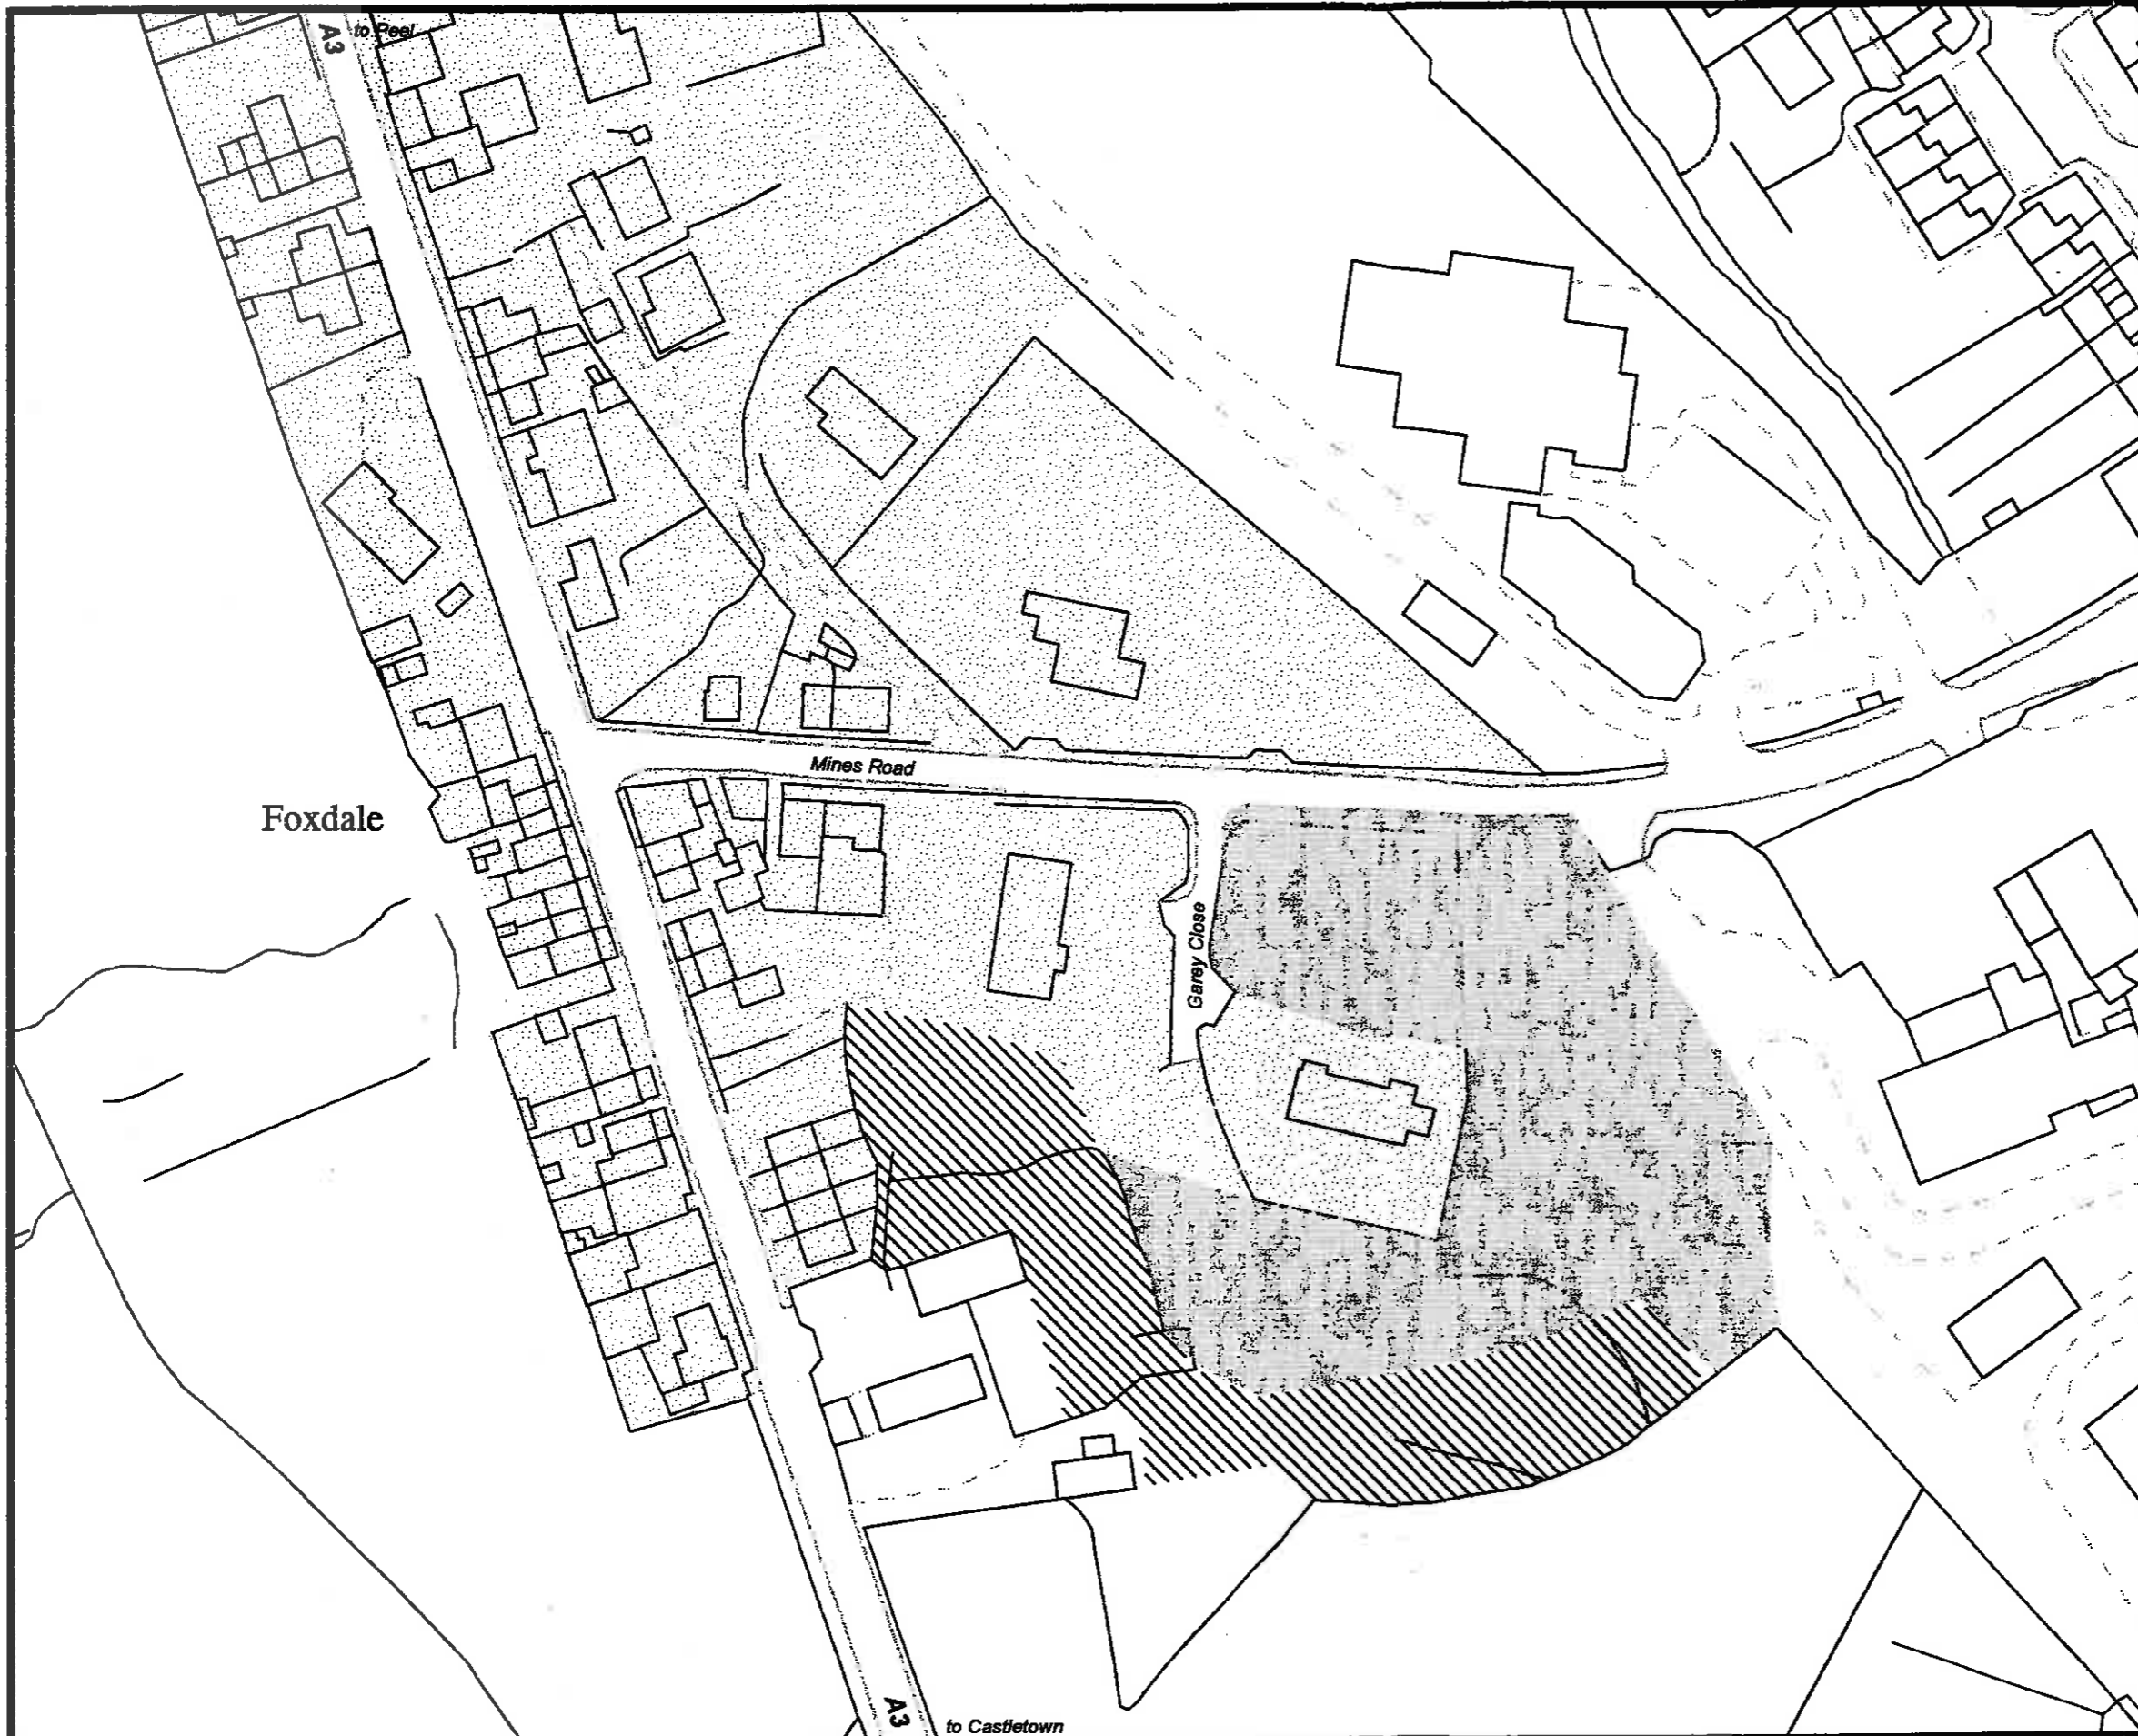 A3
to Peel
Mines Road
Foxdale
Garey Close
A3
to Castletown